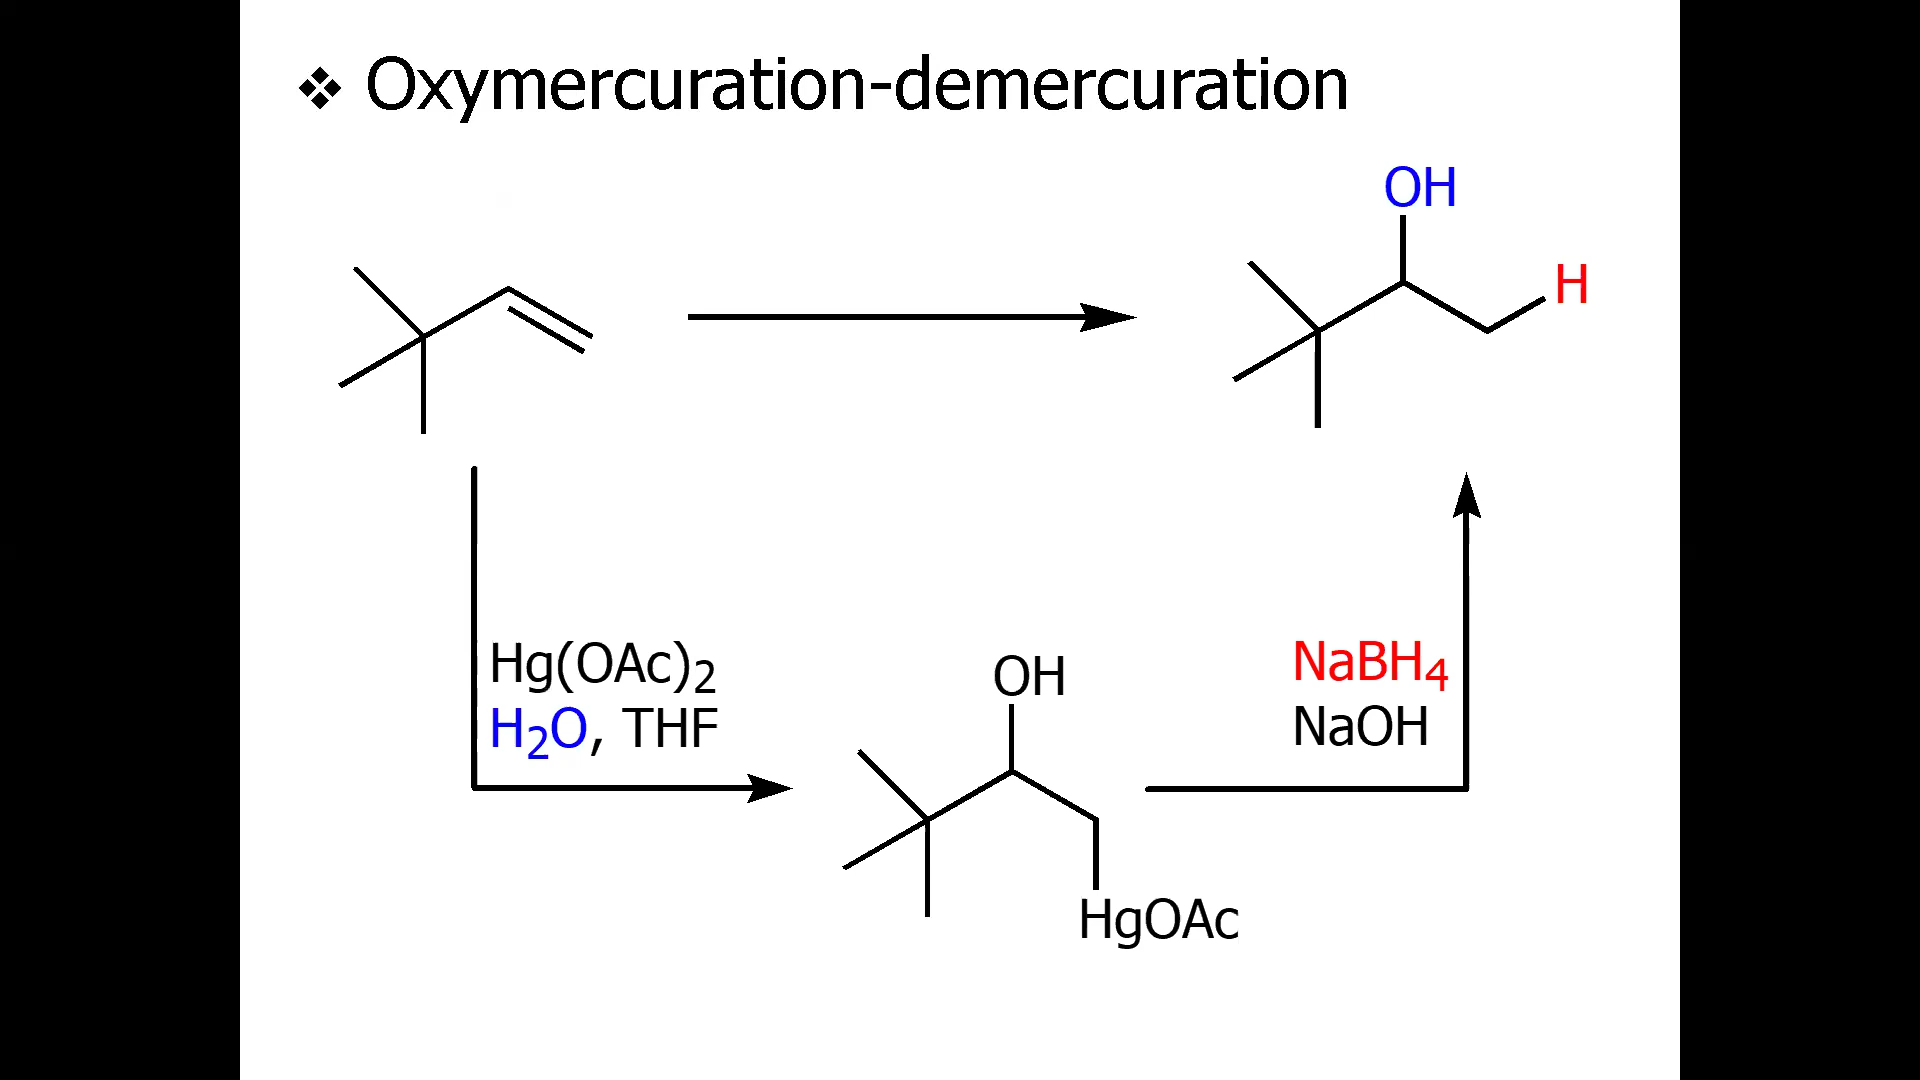 ❖ Oxymercuration-demercuration
OH
H
Hg(OAc)₂
H₂O, THF
OH
HgOAc
NaBH₄
NaOH